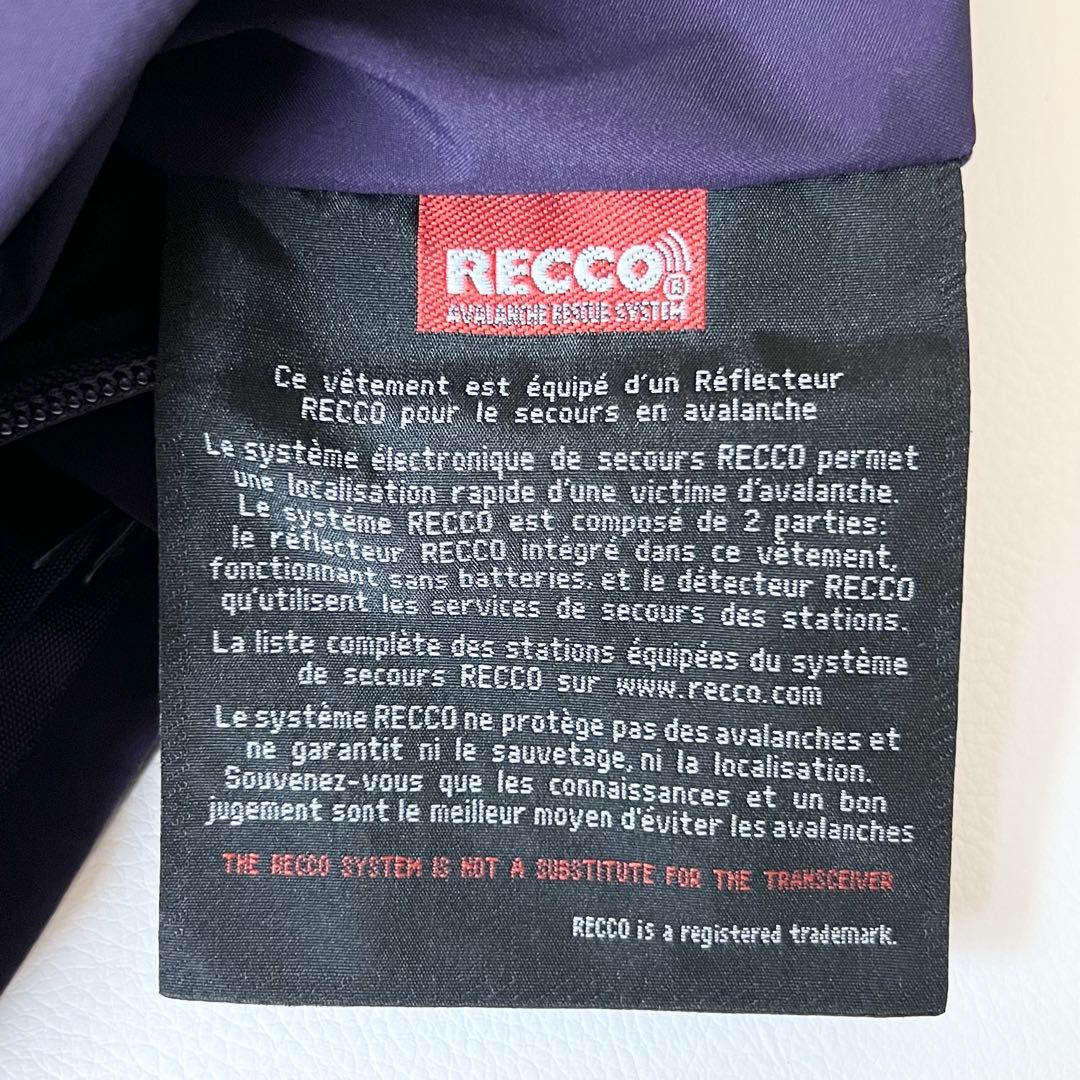 RECCO®
AVALANCHE RESCUE SYSTEM
Ce vêtement est équipé d'un Réflecteur
RECCO pour le secours en avalanche
Le système électronique de secours RECCO permet
une localisation rapide d'une victime d'avalanche.
Le système RECCO est composé de 2 parties:
le réflecteur RECCO intégré dans ce vêtement,
fonctionnant sans batteries, et le détecteur RECCO
qu'utilisent les services de secours des stations.
La liste complète des stations équipées du système
de secours RECCO sur www.recco.com
Le système RECCO ne protège pas des avalanches et
ne garantit ni le sauvetage, ni la localisation.
Souvenez-vous que les connaissances et un bon
jugement sont le meilleur moyen d'éviter les avalanches
THE RECCO SYSTEM IS NOT A SUBSTITUTE FOR THE TRANSCEIVER
RECCO is a registered trademark.